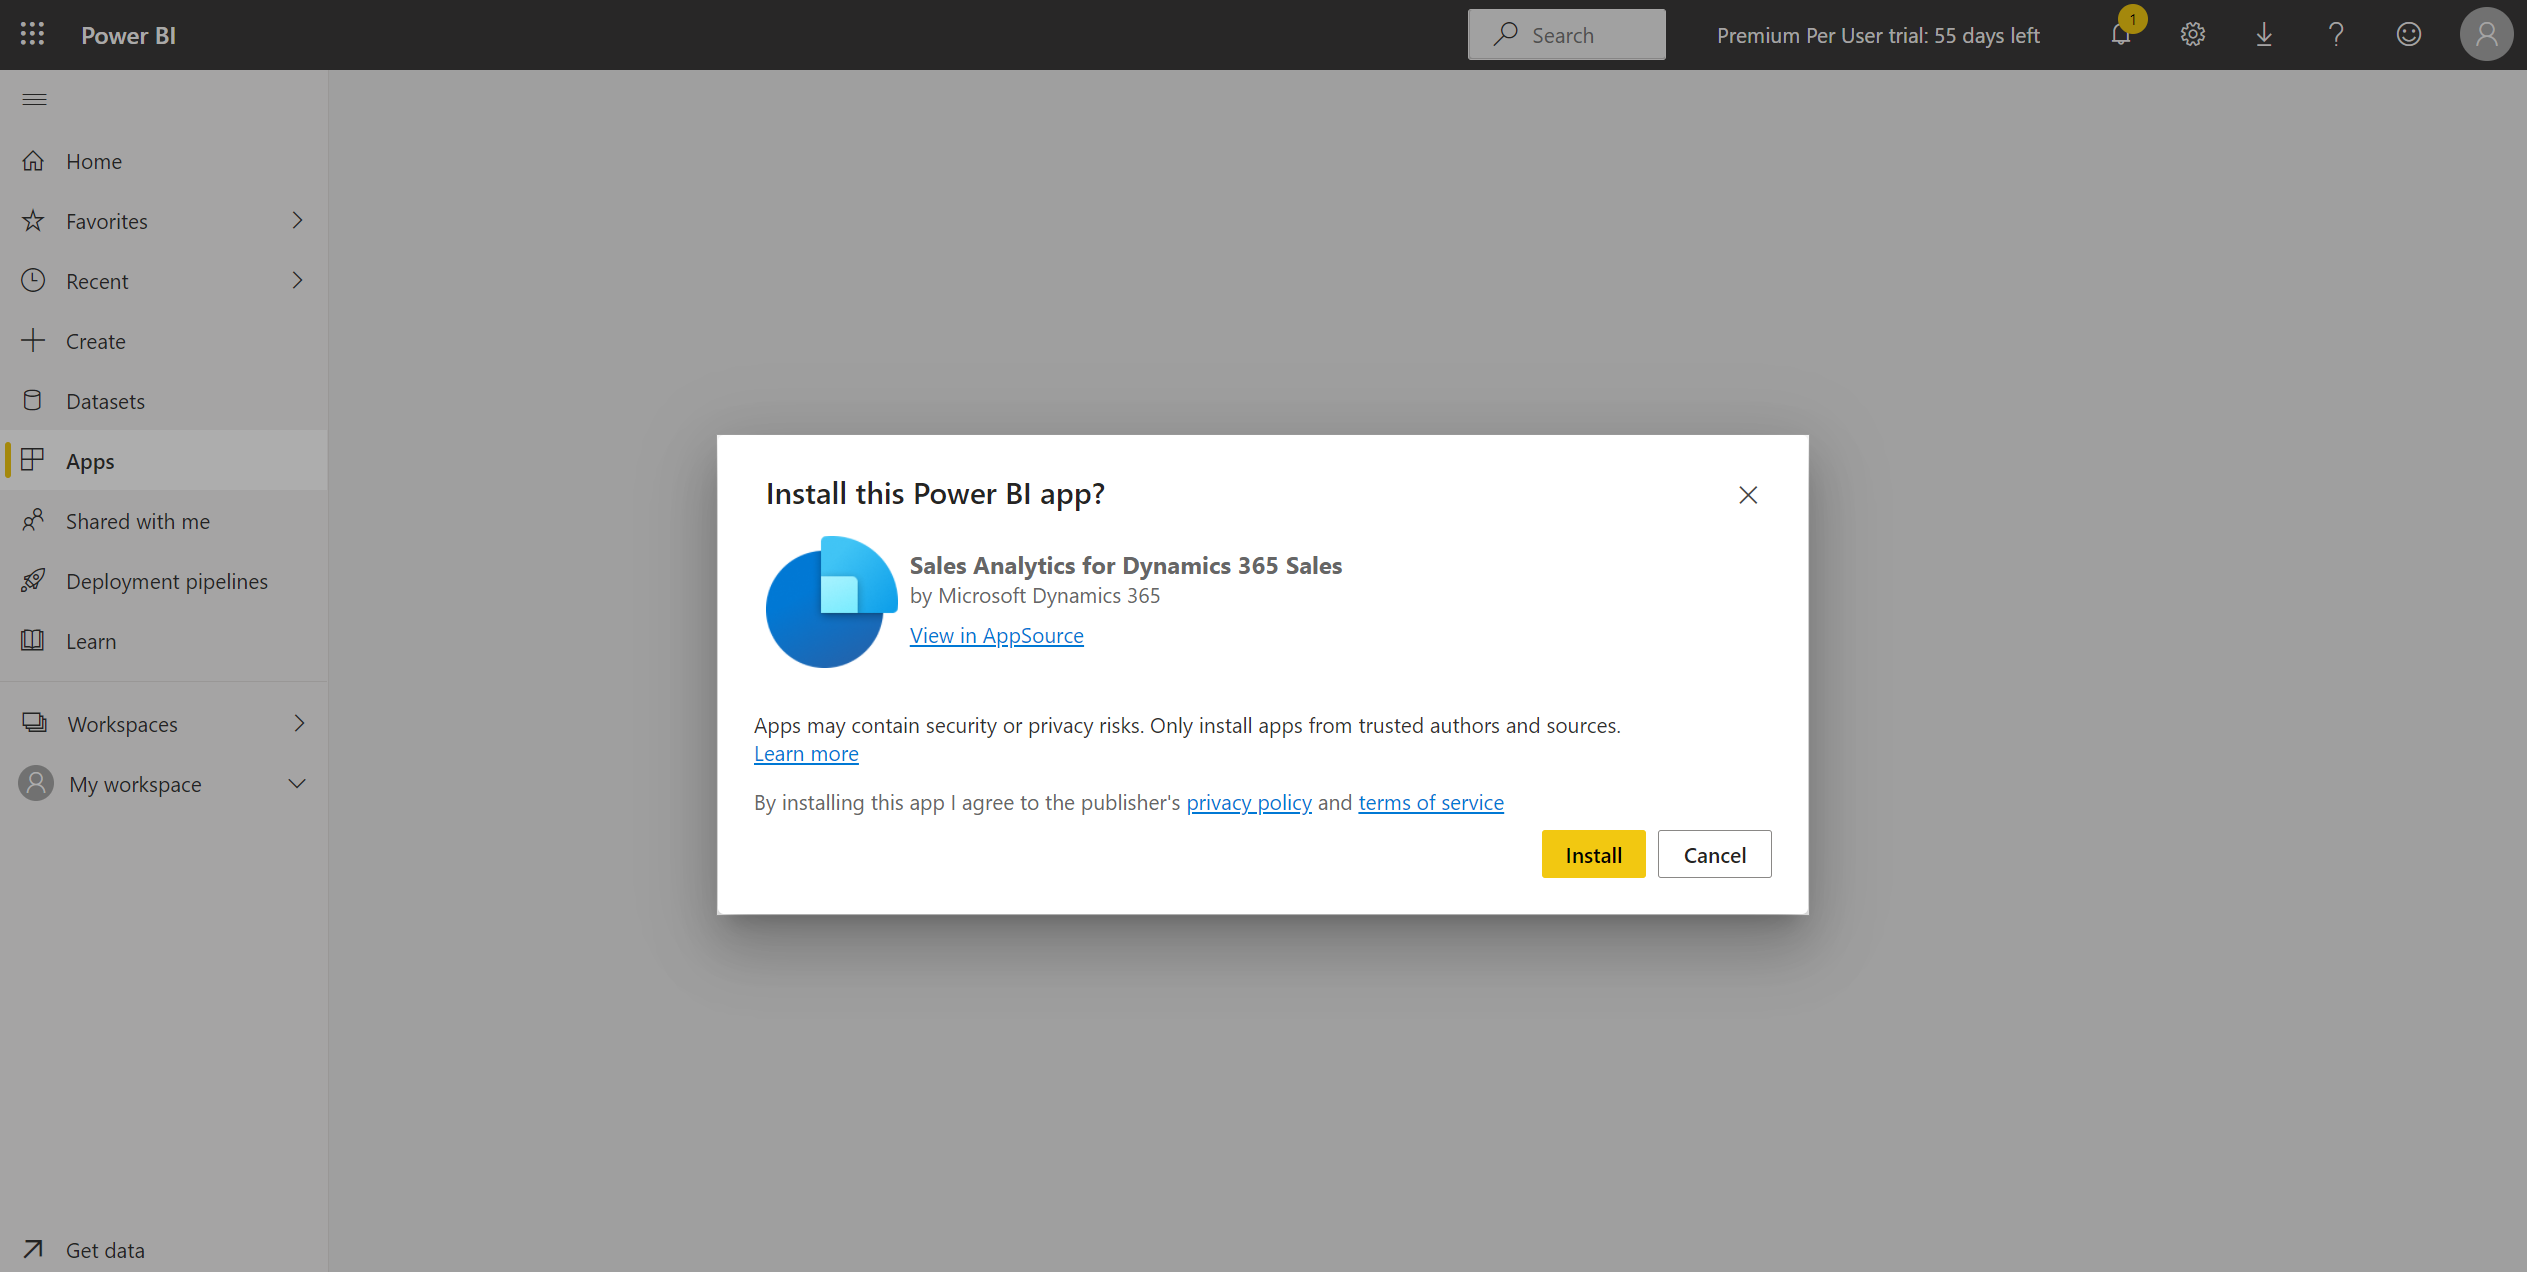 Power BI
Search
Premium Per User trial: 55 days left
1
Home
Favorites
Recent
Create
Datasets
Apps
Shared with me
Deployment pipelines
Learn
Workspaces
My workspace
Get data
Install this Power BI app?
Sales Analytics for Dynamics 365 Sales
by Microsoft Dynamics 365
View in AppSource
Apps may contain security or privacy risks. Only install apps from trusted authors and sources.
Learn more
By installing this app I agree to the publisher's privacy policy and terms of service
Install
Cancel